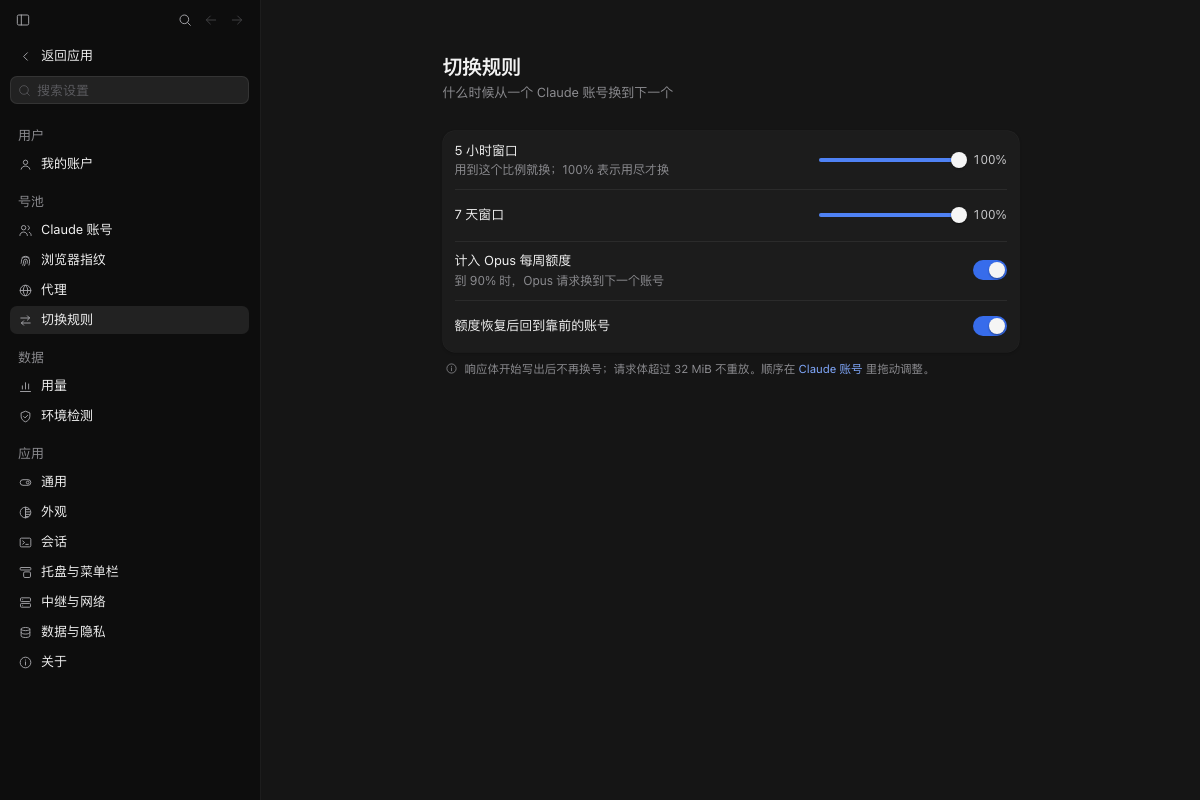 返回应用
搜索设置
用户
我的账户
号池
Claude 账号
浏览器指纹
代理
切换规则
数据
用量
环境检测
应用
通用
外观
会话
托盘与菜单栏
中继与网络
数据与隐私
关于
切换规则
什么时候从一个 Claude 账号换到下一个
5 小时窗口
用到这个比例就换；100% 表示用尽才换
100%
7 天窗口
100%
计入 Opus 每周额度
到 90% 时，Opus 请求换到下一个账号
额度恢复后回到靠前的账号
响应体开始写出后不再换号；请求体超过 32 MiB 不重放。顺序在 Claude 账号 里拖动调整。